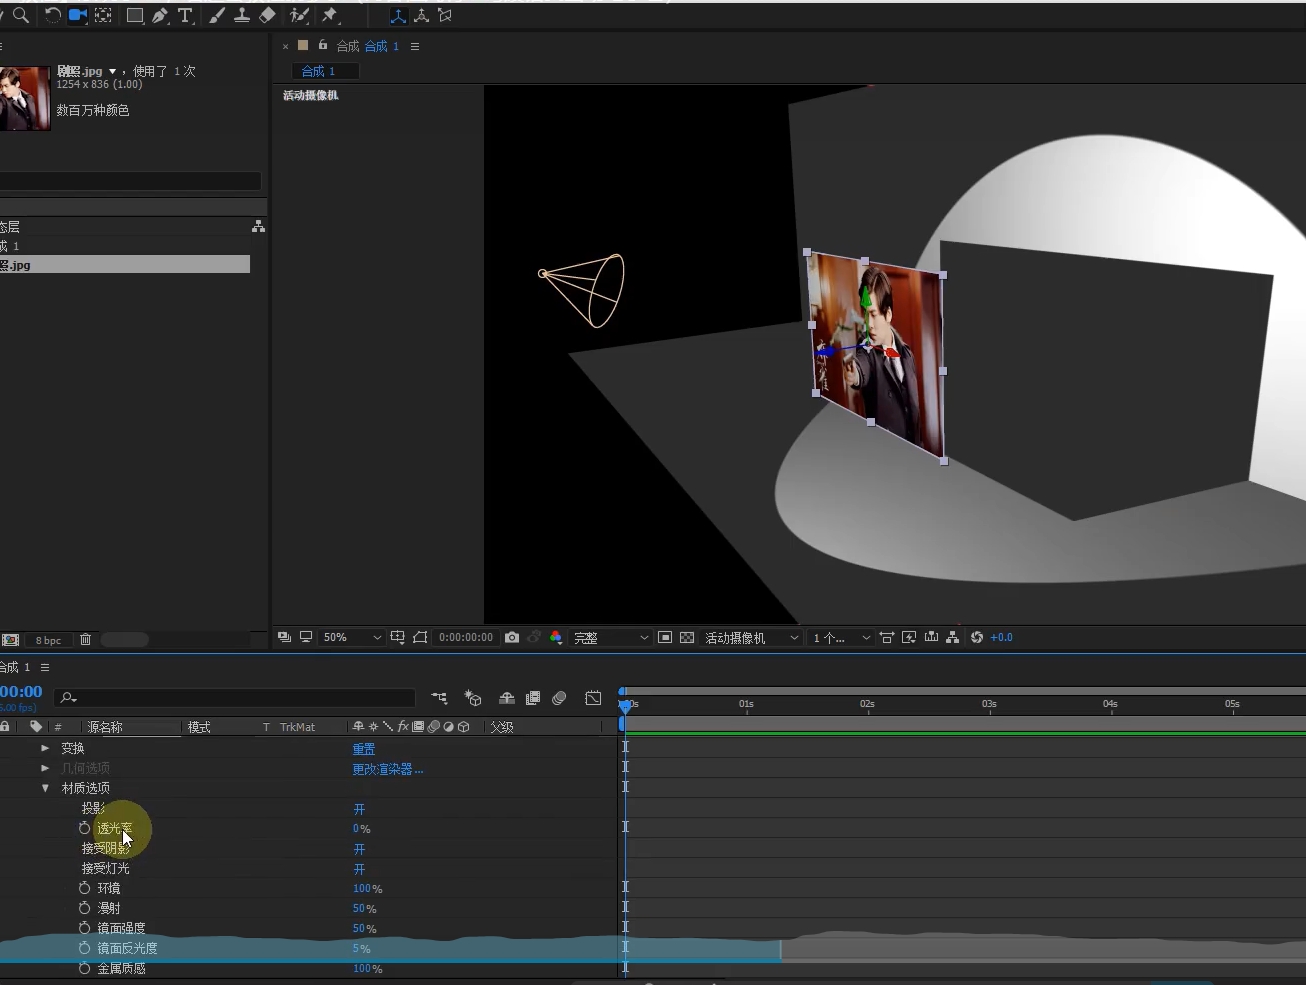 剧照.jpg ▼ ，使用了 1 次
1254 x 836 (1.00)
数百万种颜色
态层
成 1
照.jpg
8 bpc
× 合成 合成 1
合成 1
活动摄像机
50% 0:00:00:00 完整 活动摄像机 1 个... +0.0
合成 1
00:00
5.00 fps)
# 源名称 模式 T TrkMat fx 父级
01s 02s 03s 04s 05s
变换 重置
几何选项 更改渲染器...
材质选项
投影 开
透光率 0%
接受阴影 开
接受灯光 开
环境 100%
漫射 50%
镜面强度 50%
镜面反光度 5%
金属质感 100%